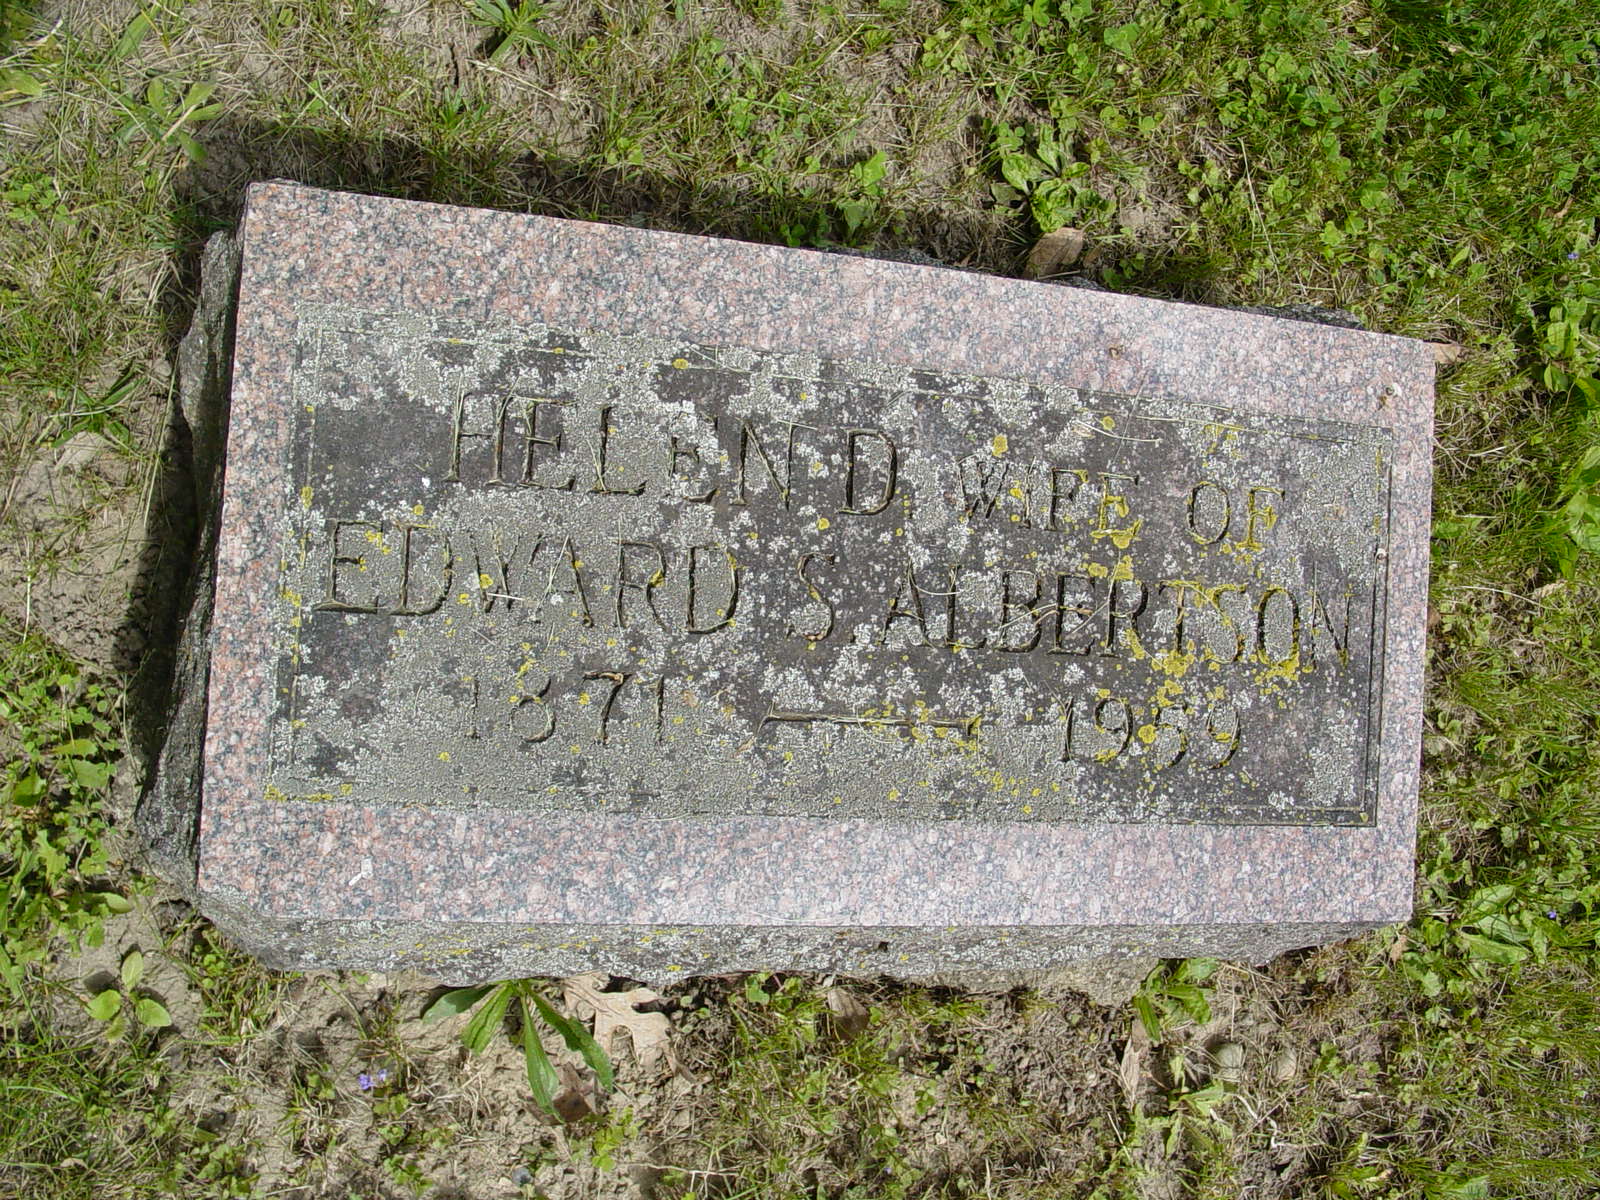 HELEN D. WIFE OF
EDWARD S. ALBERTSON
1871 — 1959